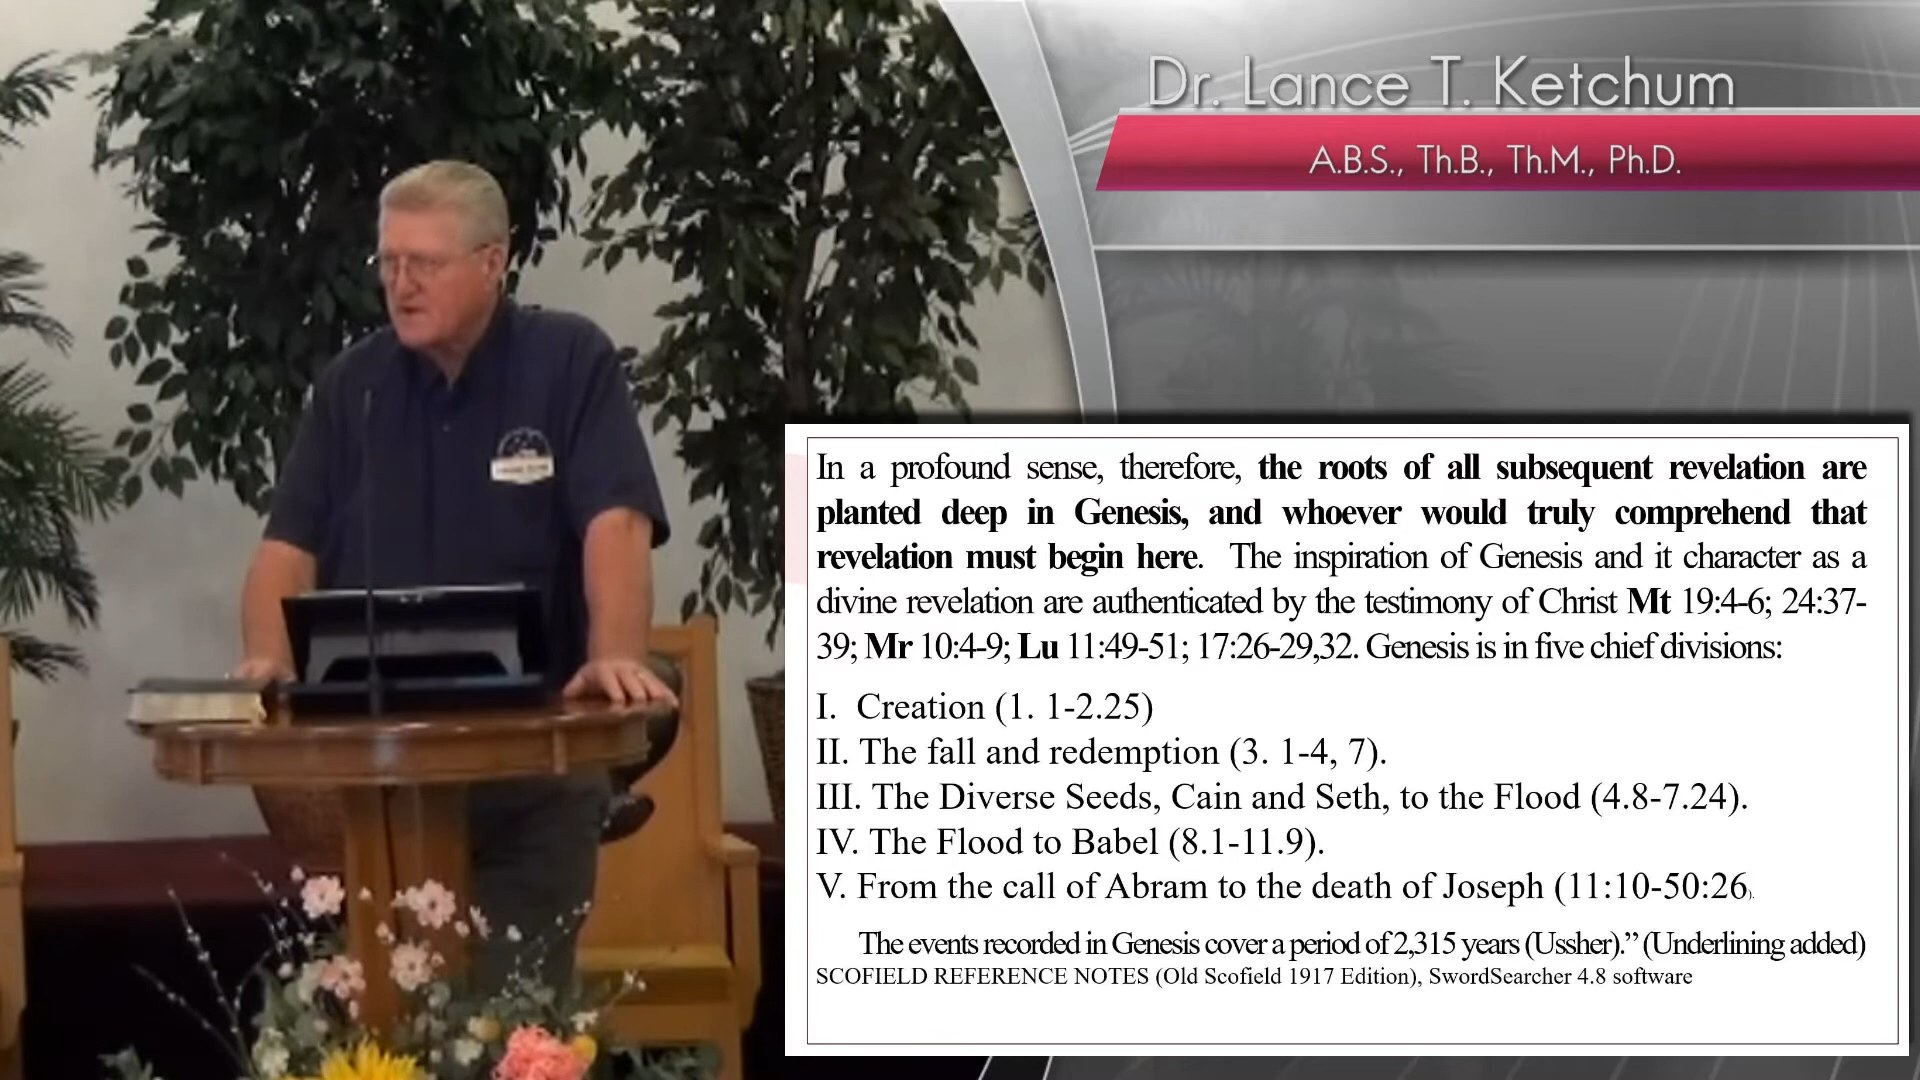 Dr. Lance T. Ketchum
A.B.S., Th.B., Th.M., Ph.D.
In a profound sense, therefore, the roots of all subsequent revelation are
planted deep in Genesis, and whoever would truly comprehend that
revelation must begin here.  The inspiration of Genesis and it character as a
divine revelation are authenticated by the testimony of Christ Mt 19:4-6; 24:37-
39; Mr 10:4-9; Lu 11:49-51; 17:26-29,32. Genesis is in five chief divisions:
I.  Creation (1. 1-2.25)
II. The fall and redemption (3. 1-4, 7).
III. The Diverse Seeds, Cain and Seth, to the Flood (4.8-7.24).
IV. The Flood to Babel (8.1-11.9).
V. From the call of Abram to the death of Joseph (11:10-50:26).
The events recorded in Genesis cover a period of 2,315 years (Ussher).” (Underlining added)
SCOFIELD REFERENCE NOTES (Old Scofield 1917 Edition), SwordSearcher 4.8 software